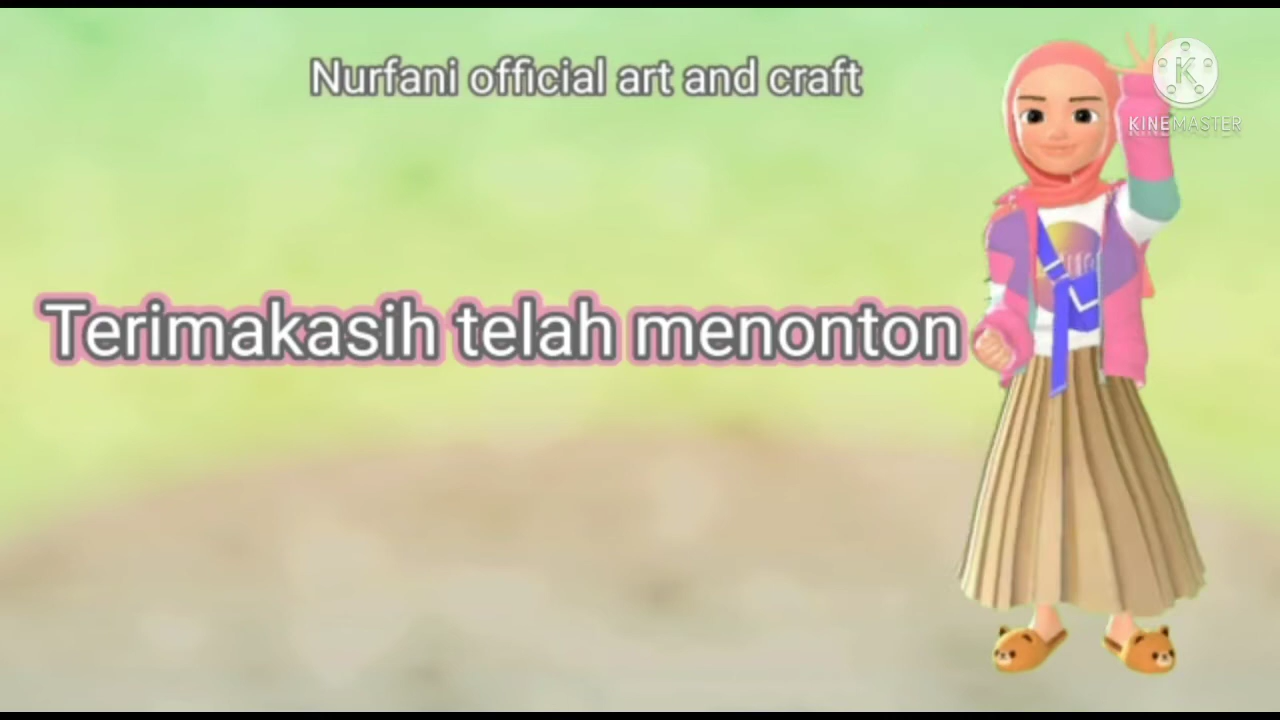 Nurfani official art and craft
KINEMASTER
Terimakasih telah menonton